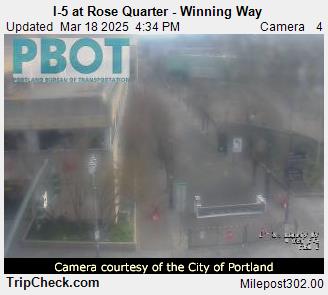 I-5 at Rose Quarter - Winning Way
Updated Mar 18 2025 4:34 PM Camera 4
PBOT
PORTLAND BUREAU OF TRANSPORTATION
Camera courtesy of the City of Portland
TripCheck.com Milepost302.00